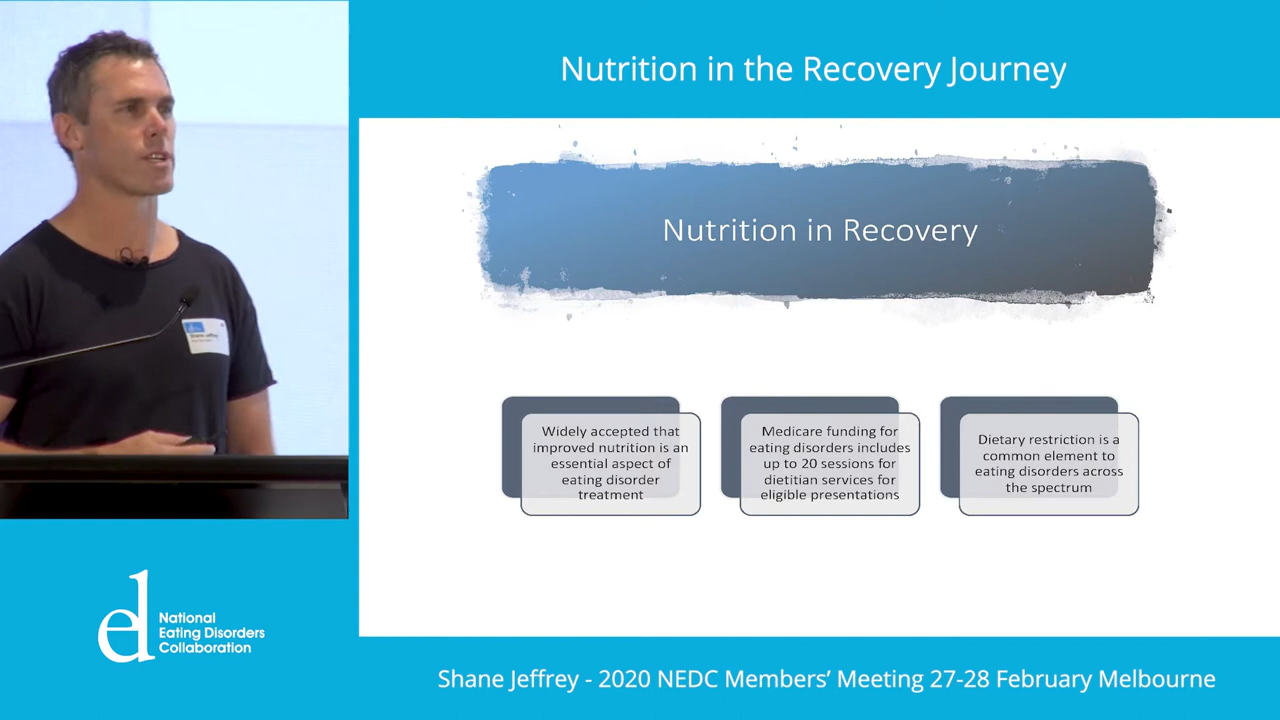 Nutrition in the Recovery Journey
Nutrition in Recovery
Widely accepted that
improved nutrition is an
essential aspect of
eating disorder
treatment
Medicare funding for
eating disorders includes
up to 20 sessions for
dietitian services for
eligible presentations
Dietary restriction is a
common element to
eating disorders across
the spectrum
Shane Jeffrey
ed
National
Eating Disorders
Collaboration
Shane Jeffrey - 2020 NEDC Members’ Meeting 27-28 February Melbourne